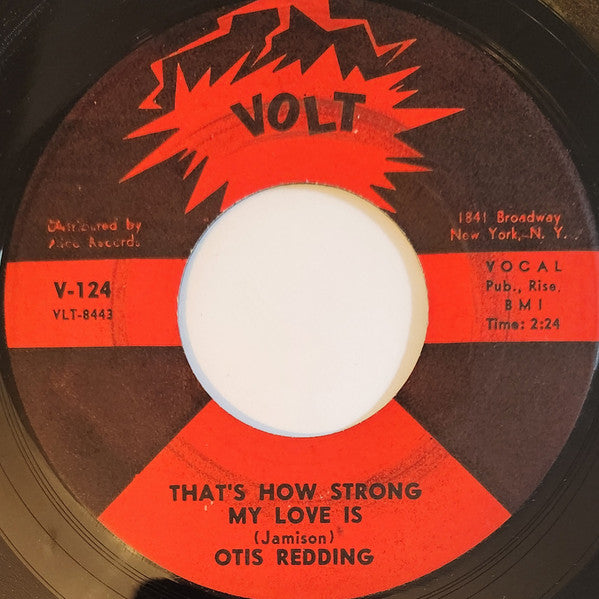 VOLT
Distributed by
Atco Records
1841 Broadway
New York, N. Y.
V-124
VLT-8443
VOCAL
Pub., Rise,
BMI
Time: 2:24
THAT'S HOW STRONG
MY LOVE IS
(Jamison)
OTIS REDDING